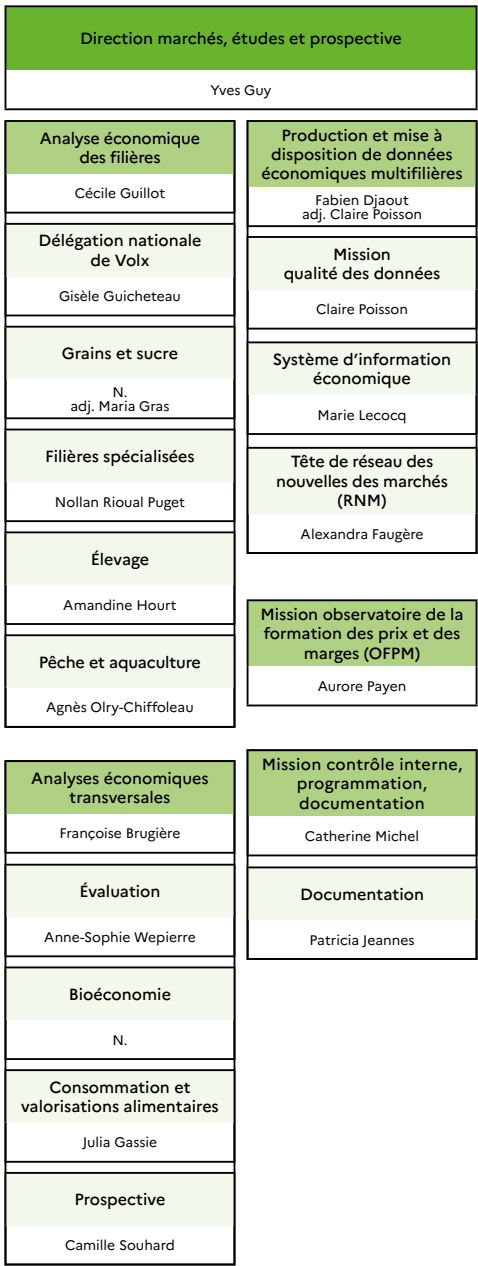 Direction marchés, études et prospective
Yves Guy
Analyse économique
des filières
Cécile Guillot
Délégation nationale
de Volx
Gisèle Guicheteau
Grains et sucre
N.
adj. Maria Gras
Filières spécialisées
Nollan Rioual Puget
Élevage
Amandine Hourt
Pêche et aquaculture
Agnès Olry-Chiffoleau
Analyses économiques
transversales
Françoise Brugière
Évaluation
Anne-Sophie Wepierre
Bioéconomie
N.
Consommation et
valorisations alimentaires
Julia Gassie
Prospective
Camille Souhard
Production et mise à
disposition de données
économiques multifilières
Fabien Djaout
adj. Claire Poisson
Mission
qualité des données
Claire Poisson
Système d’information
économique
Marie Lecocq
Tête de réseau des
nouvelles des marchés
(RNM)
Alexandra Faugère
Mission observatoire de la
formation des prix et des
marges (OFPM)
Aurore Payen
Mission contrôle interne,
programmation,
documentation
Catherine Michel
Documentation
Patricia Jeannes